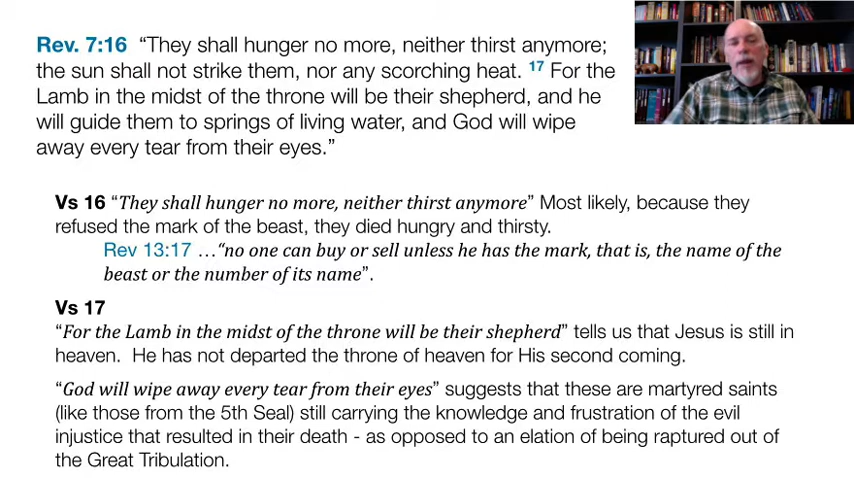 Rev. 7:16 “They shall hunger no more, neither thirst anymore;
the sun shall not strike them, nor any scorching heat. 17 For the
Lamb in the midst of the throne will be their shepherd, and he
will guide them to springs of living water, and God will wipe
away every tear from their eyes.”
Vs 16 “They shall hunger no more, neither thirst anymore” Most likely, because they
refused the mark of the beast, they died hungry and thirsty.
Rev 13:17 …“no one can buy or sell unless he has the mark, that is, the name of the
beast or the number of its name”.
Vs 17
“For the Lamb in the midst of the throne will be their shepherd” tells us that Jesus is still in
heaven. He has not departed the throne of heaven for His second coming.
“God will wipe away every tear from their eyes” suggests that these are martyred saints
(like those from the 5th Seal) still carrying the knowledge and frustration of the evil
injustice that resulted in their death - as opposed to an elation of being raptured out of
the Great Tribulation.